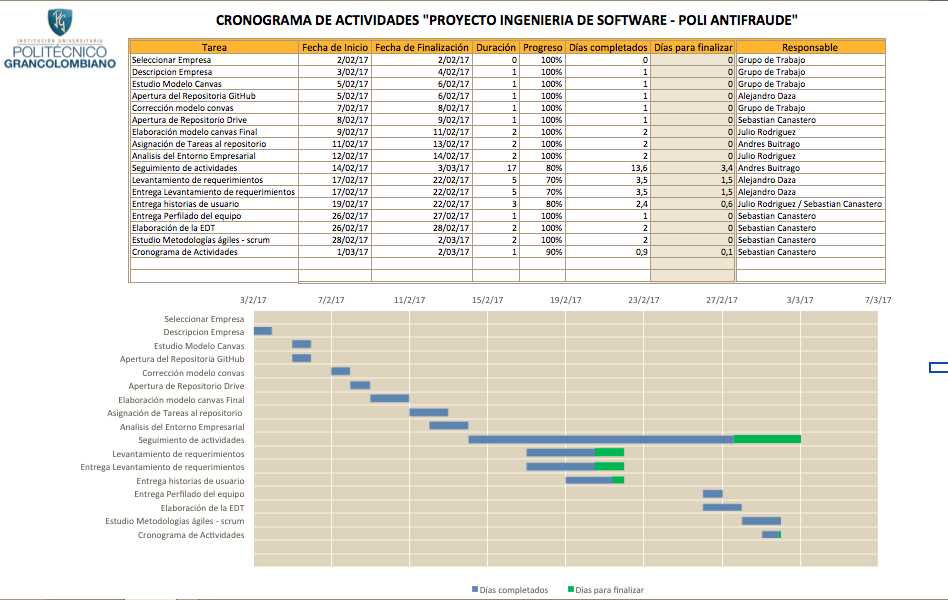 CRONOGRAMA DE ACTIVIDADES "PROYECTO INGENIERIA DE SOFTWARE - POLI ANTIFRAUDE"
INSTITUCIÓN UNIVERSITARIA
POLITÉCNICO
GRANCOLOMBIANO
Tarea Fecha de Inicio Fecha de Finalización Duración Progreso Días completados Días para finalizar Responsable
Seleccionar Empresa 2/02/17 2/02/17 0 100% 0 0 Grupo de Trabajo
Descripcion Empresa 3/02/17 4/02/17 1 100% 1 0 Grupo de Trabajo
Estudio Modelo Canvas 5/02/17 6/02/17 1 100% 1 0 Grupo de Trabajo
Apertura del Repositoria GitHub 5/02/17 6/02/17 1 100% 1 0 Alejandro Daza
Corrección modelo convas 7/02/17 8/02/17 1 100% 1 0 Grupo de Trabajo
Apertura de Repositorio Drive 8/02/17 9/02/17 1 100% 1 0 Sebastian Canastero
Elaboración modelo canvas Final 9/02/17 11/02/17 2 100% 2 0 Julio Rodriguez
Asignación de Tareas al repositorio 11/02/17 13/02/17 2 100% 2 0 Andres Buitrago
Analisis del Entorno Empresarial 12/02/17 14/02/17 2 100% 2 0 Julio Rodriguez
Seguimiento de actividades 14/02/17 3/03/17 17 80% 13,6 3,4 Andres Buitrago
Levantamiento de requerimientos 17/02/17 22/02/17 5 70% 3,5 1,5 Alejandro Daza
Entrega Levantamiento de requerimientos 17/02/17 22/02/17 5 70% 3,5 1,5 Alejandro Daza
Entrega historias de usuario 19/02/17 22/02/17 3 80% 2,4 0,6 Julio Rodriguez / Sebastian Canastero
Entrega Perfilado del equipo 26/02/17 27/02/17 1 100% 1 0 Sebastian Canastero
Elaboración de la EDT 26/02/17 28/02/17 2 100% 2 0 Sebastian Canastero
Estudio Metodologías ágiles - scrum 28/02/17 2/03/17 2 100% 2 0 Sebastian Canastero
Cronograma de Actividades 1/03/17 2/03/17 1 90% 0,9 0,1 Sebastian Canastero
3/2/17 7/2/17 11/2/17 15/2/17 19/2/17 23/2/17 27/2/17 3/3/17 7/3/17
Seleccionar Empresa
Descripcion Empresa
Estudio Modelo Canvas
Apertura del Repositoria GitHub
Corrección modelo convas
Apertura de Repositorio Drive
Elaboración modelo canvas Final
Asignación de Tareas al repositorio
Analisis del Entorno Empresarial
Seguimiento de actividades
Levantamiento de requerimientos
Entrega Levantamiento de requerimientos
Entrega historias de usuario
Entrega Perfilado del equipo
Elaboración de la EDT
Estudio Metodologías ágiles - scrum
Cronograma de Actividades
Días completados Días para finalizar